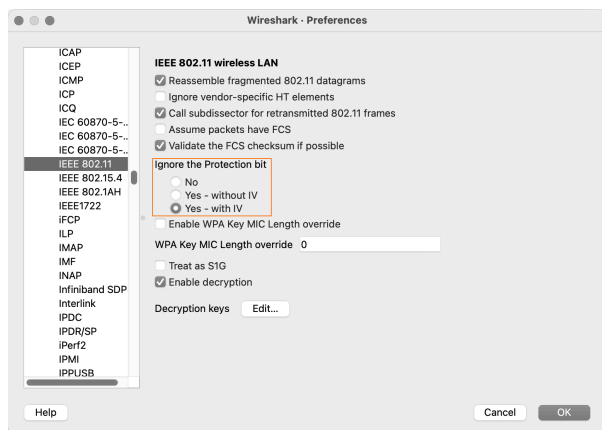 Wireshark · Preferences
ICAP
ICEP
ICMP
ICP
ICQ
IEC 60870-5-..
IEC 60870-5-..
IEEE 802.11
IEEE 802.15.4
IEEE 802.1AH
IEEE1722
iFCP
ILP
IMAP
IMF
INAP
Infiniband SDP
Interlink
IPDC
IPDR/SP
iPerf2
IPMI
IPPUSB
IEEE 802.11 wireless LAN
Reassemble fragmented 802.11 datagrams
Ignore vendor-specific HT elements
Call subdissector for retransmitted 802.11 frames
Assume packets have FCS
Validate the FCS checksum if possible
Ignore the Protection bit
No
Yes - without IV
Yes - with IV
Enable WPA Key MIC Length override
WPA Key MIC Length override 0
Treat as S1G
Enable decryption
Decryption keys Edit...
Help Cancel OK